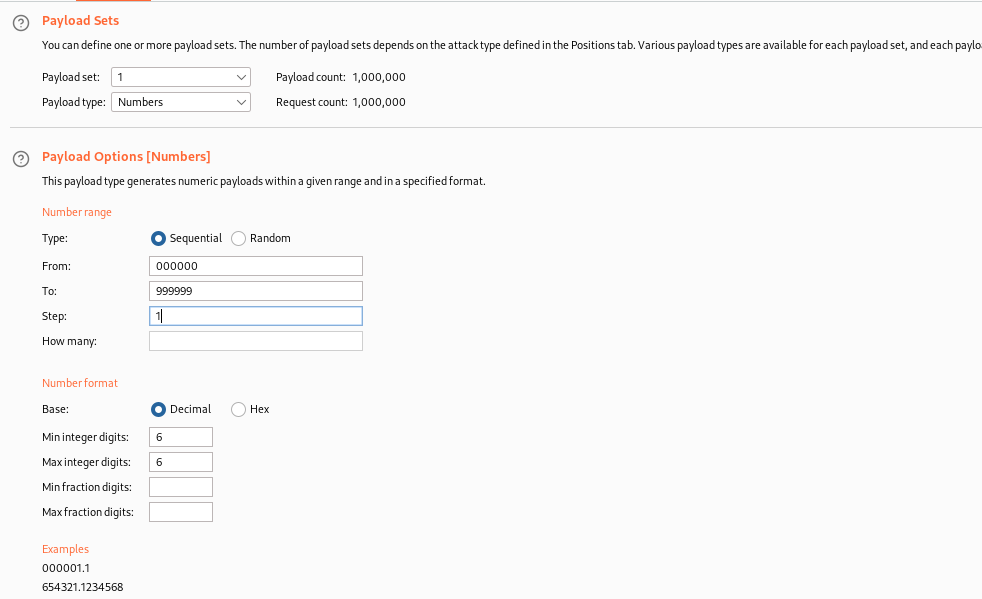 Payload Sets
You can define one or more payload sets. The number of payload sets depends on the attack type defined in the Positions tab. Various payload types are available for each payload set, and each paylo
Payload set: 1 Payload count: 1,000,000
Payload type: Numbers Request count: 1,000,000
Payload Options [Numbers]
This payload type generates numeric payloads within a given range and in a specified format.
Number range
Type: Sequential Random
From: 000000
To: 999999
Step: 1
How many:
Number format
Base: Decimal Hex
Min integer digits: 6
Max integer digits: 6
Min fraction digits:
Max fraction digits:
Examples
000001.1
654321.1234568